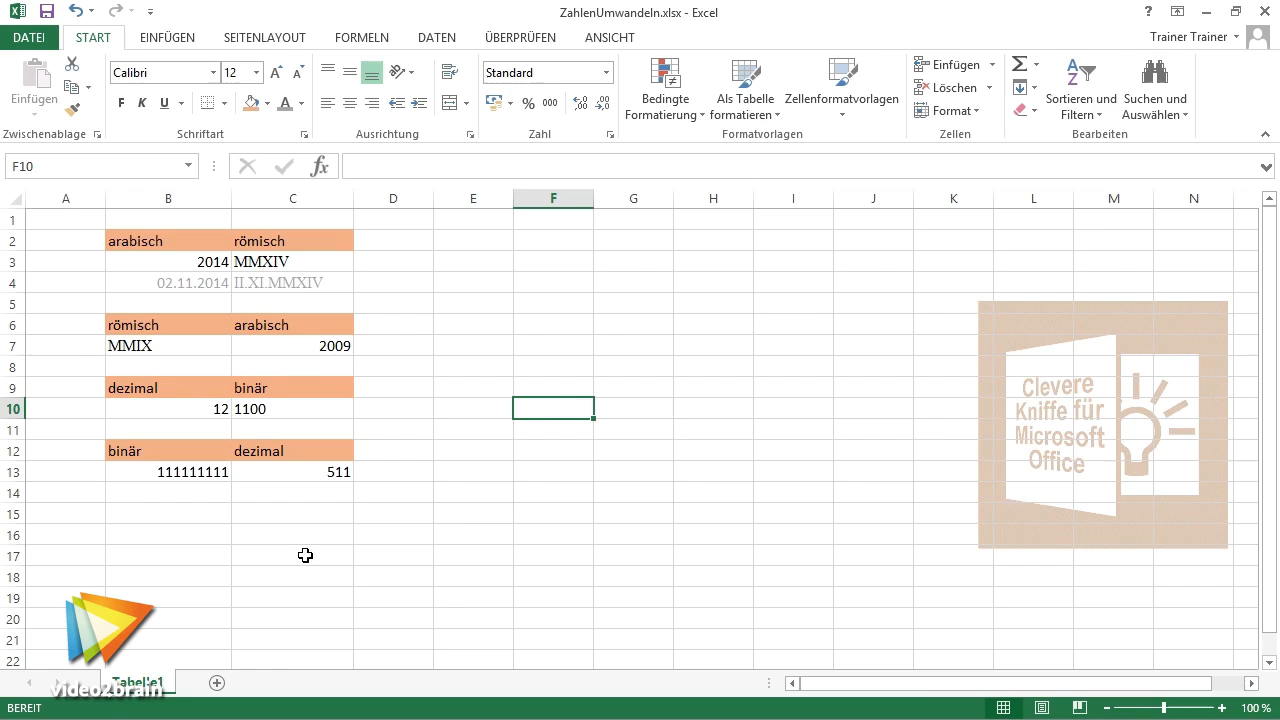 ZahlenUmwandeln.xlsx - Excel
DATEI START EINFÜGEN SEITENLAYOUT FORMELN DATEN ÜBERPRÜFEN ANSICHT Trainer Trainer
Einfügen
Calibri 12
F K U
Standard
% 000
Bedingte Formatierung
Als Tabelle formatieren
Zellenformatvorlagen
Einfügen
Löschen
Format
Sortieren und Filtern
Suchen und Auswählen
Zwischenablage Schriftart Ausrichtung Zahl Formatvorlagen Zellen Bearbeiten
F10 fx
A B C D E F G H I J K L M N
1
2 arabisch römisch
3 2014 MMXIV
4 02.11.2014 II.XI.MMXIV
5
6 römisch arabisch
7 MMIX 2009
8
9 dezimal binär
10 12 1100
11
12 binär dezimal
13 111111111 511
14
15
16
17
18
19
20
21
22
Clevere
Kniffe für
Microsoft
Office
Tabelle1
video2brain
BEREIT 100 %